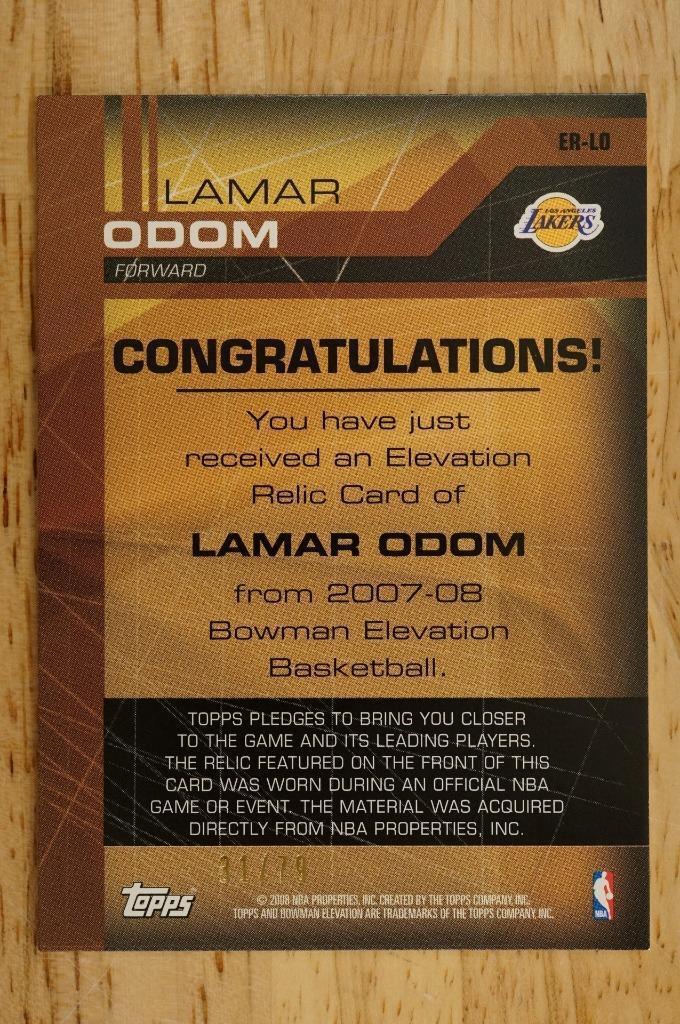 ER-LO
LAMAR
ODOM
FORWARD
LOS ANGELES
LAKERS
CONGRATULATIONS!
You have just
received an Elevation
Relic Card of
LAMAR ODOM
from 2007-08
Bowman Elevation
Basketball.
TOPPS PLEDGES TO BRING YOU CLOSER
TO THE GAME AND ITS LEADING PLAYERS.
THE RELIC FEATURED ON THE FRONT OF THIS
CARD WAS WORN DURING AN OFFICIAL NBA
GAME OR EVENT. THE MATERIAL WAS ACQUIRED
DIRECTLY FROM NBA PROPERTIES, INC.
31/79
topps
© 2008 NBA PROPERTIES, INC. CREATED BY THE TOPPS COMPANY, INC.
TOPPS AND BOWMAN ELEVATION ARE TRADEMARKS OF THE TOPPS COMPANY, INC.
NBA